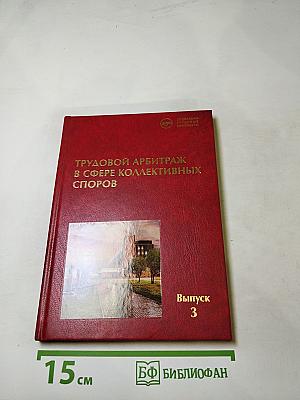 ТРУДОВОЙ АРБИТРАЖ
В СФЕРЕ КОЛЛЕКТИВНЫХ
СПОРОВ
Выпуск
3
15 см
БФ БИБЛИОФАН